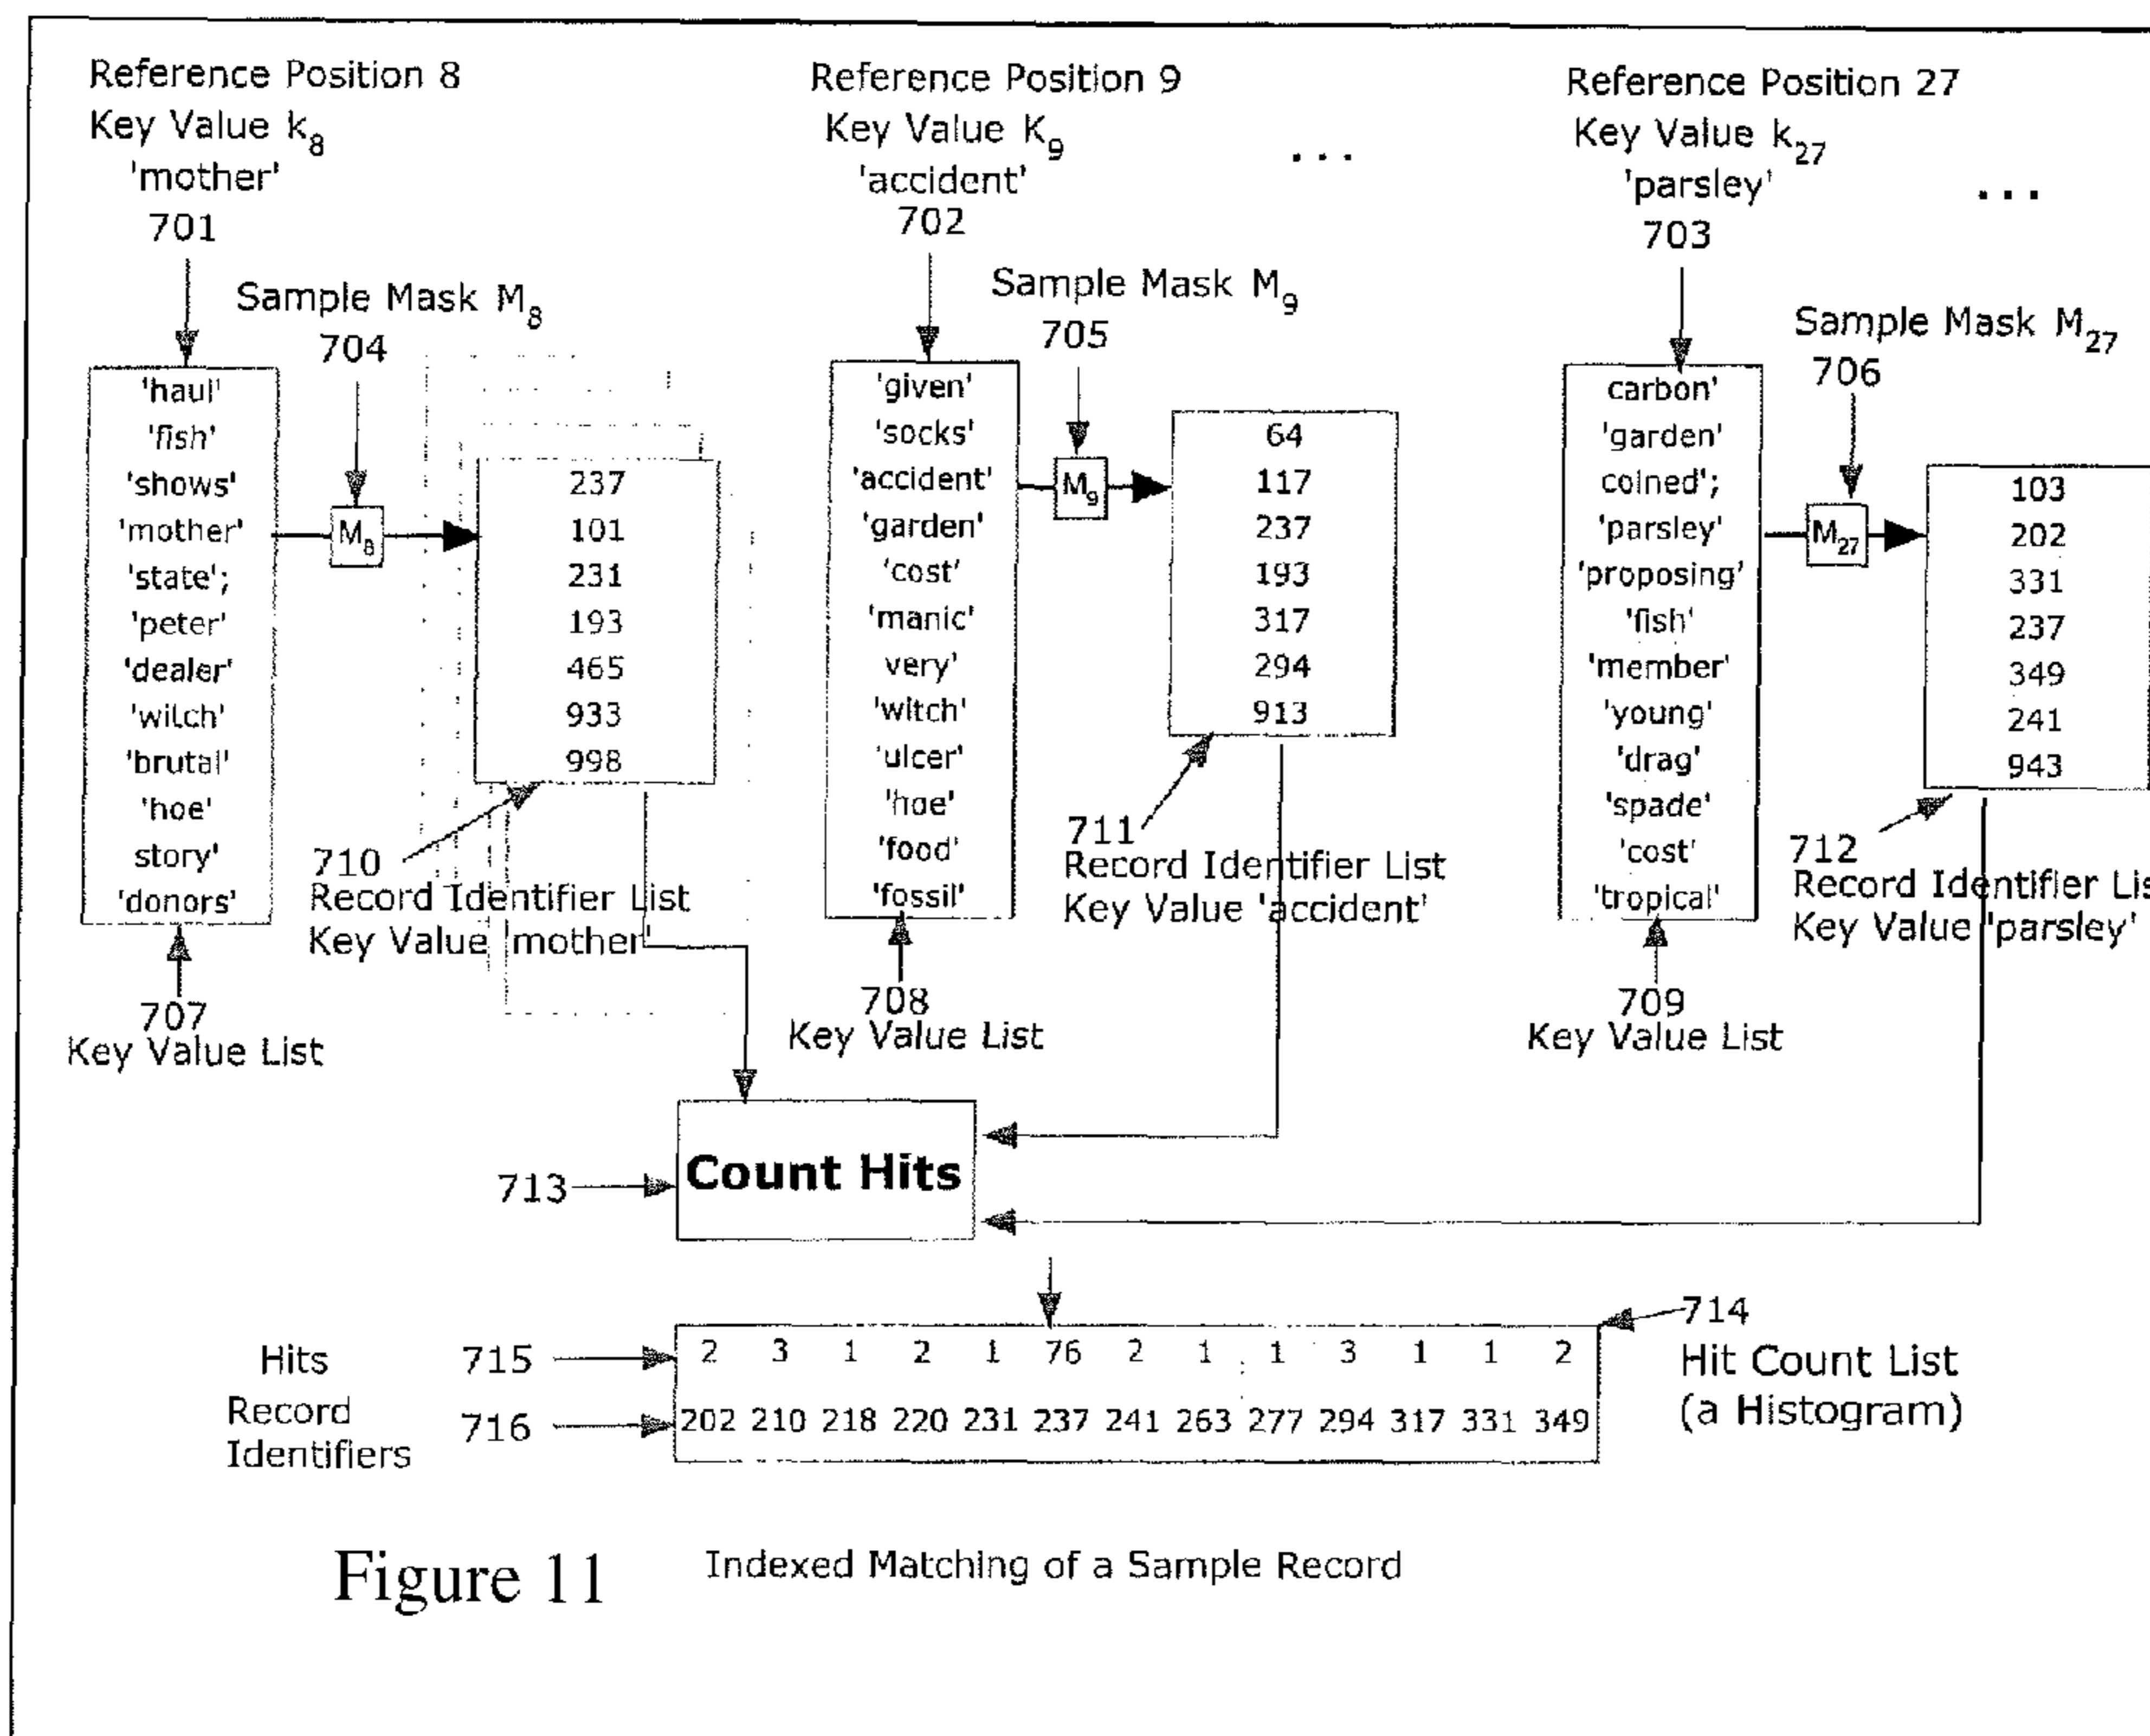 Reference Position 8
Key Value k8
'mother'
701
Reference Position 9
Key Value K9
'accident'
702
...
Reference Position 27
Key Value k27
'parsley'
703
...
Sample Mask M8
704
Sample Mask M9
705
Sample Mask M27
706
'haul'
'fish'
'shows'
'mother'
'state';
'peter'
'dealer'
'witch'
'brutal'
'hoe'
story'
'donors'
M8
237
101
231
193
465
933
998
'given'
'socks'
'accident'
'garden'
'cost'
'manic'
very'
'witch'
'ulcer'
'hoe'
'food'
'fossil'
M9
64
117
237
193
317
294
913
carbon'
'garden'
coined';
'parsley'
'proposing'
'fish'
'member'
'young'
'drag'
'spade'
'cost'
'tropical'
M27
103
202
331
237
349
241
943
710
Record Identifier List
Key Value 'mother'
711
Record Identifier List
Key Value 'accident'
712
Record Identifier Lis
Key Value 'parsley'
707
Key Value List
708
Key Value List
709
Key Value List
713
Count Hits
714
Hit Count List
(a Histogram)
Hits
715
2 3 1 2 1 76 2 1 1 3 1 1 2
Record
Identifiers
716
202 210 218 220 231 237 241 263 277 294 317 331 349
Figure 11
Indexed Matching of a Sample Record